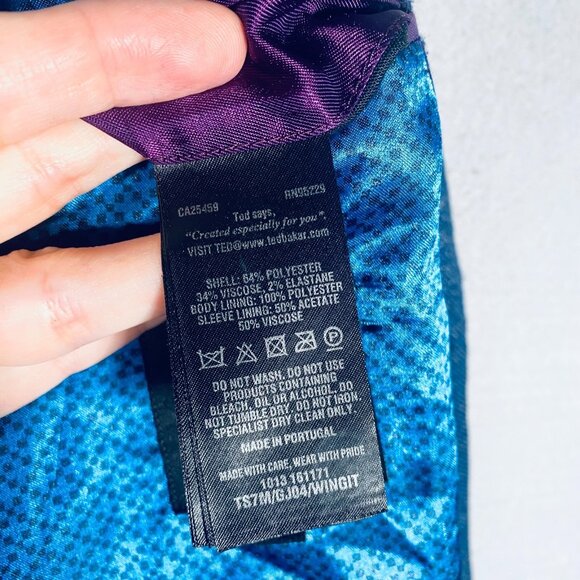 CA25459 RN95229
Ted says,
"Created especially for you".
VISIT TED@www.tedbakar.com
SHELL: 64% POLYESTER
34% VISCOSE, 2% ELASTANE
BODY LINING: 100% POLYESTER
SLEEVE LINING: 50% ACETATE
50% VISCOSE
P
DO NOT WASH. DO NOT USE
PRODUCTS CONTAINING
BLEACH, OIL OR ALCOHOL.
DO NOT TUMBLE DRY. DO NOT IRON.
SPECIALIST DRY CLEAN ONLY.
MADE IN PORTUGAL
MADE WITH CARE, WEAR WITH PRIDE
1013 161171
TS7M/GJ04/WINGIT